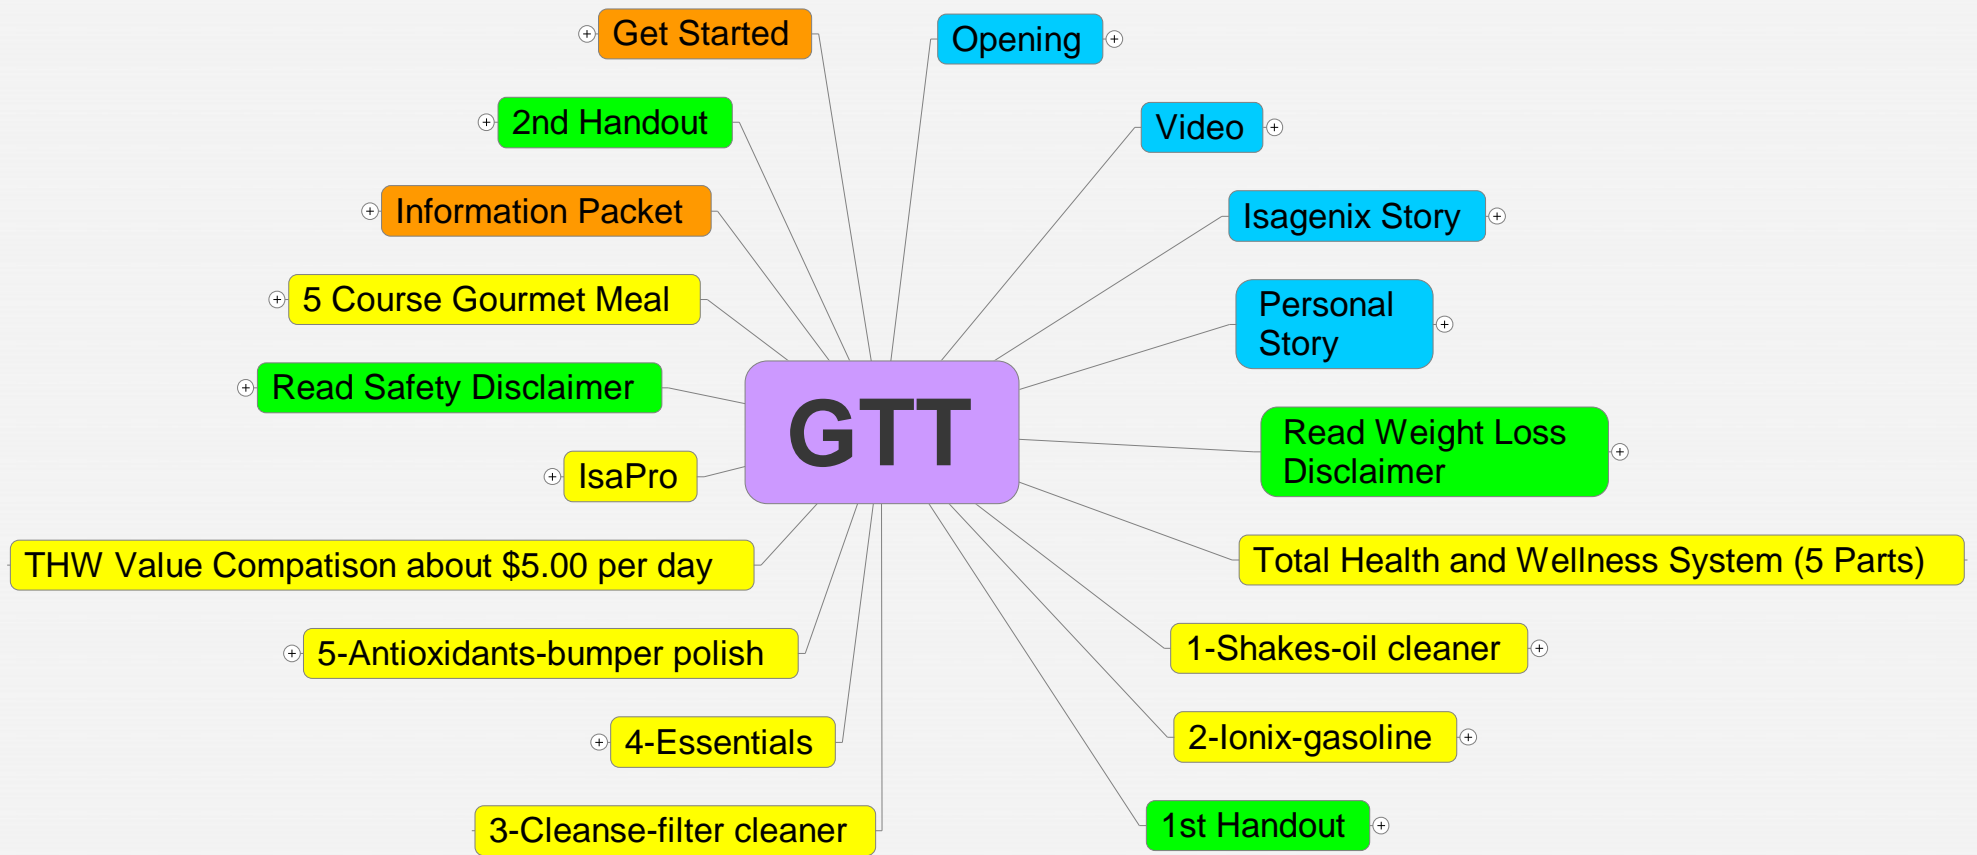 Get Started
Opening
2nd Handout
Video
Information Packet
Isagenix Story
5 Course Gourmet Meal
Personal
Story
Read Safety Disclaimer
GTT
Read Weight Loss
Disclaimer
IsaPro
THW Value Compatison about $5.00 per day
Total Health and Wellness System (5 Parts)
5-Antioxidants-bumper polish
1-Shakes-oil cleaner
4-Essentials
2-Ionix-gasoline
3-Cleanse-filter cleaner
1st Handout